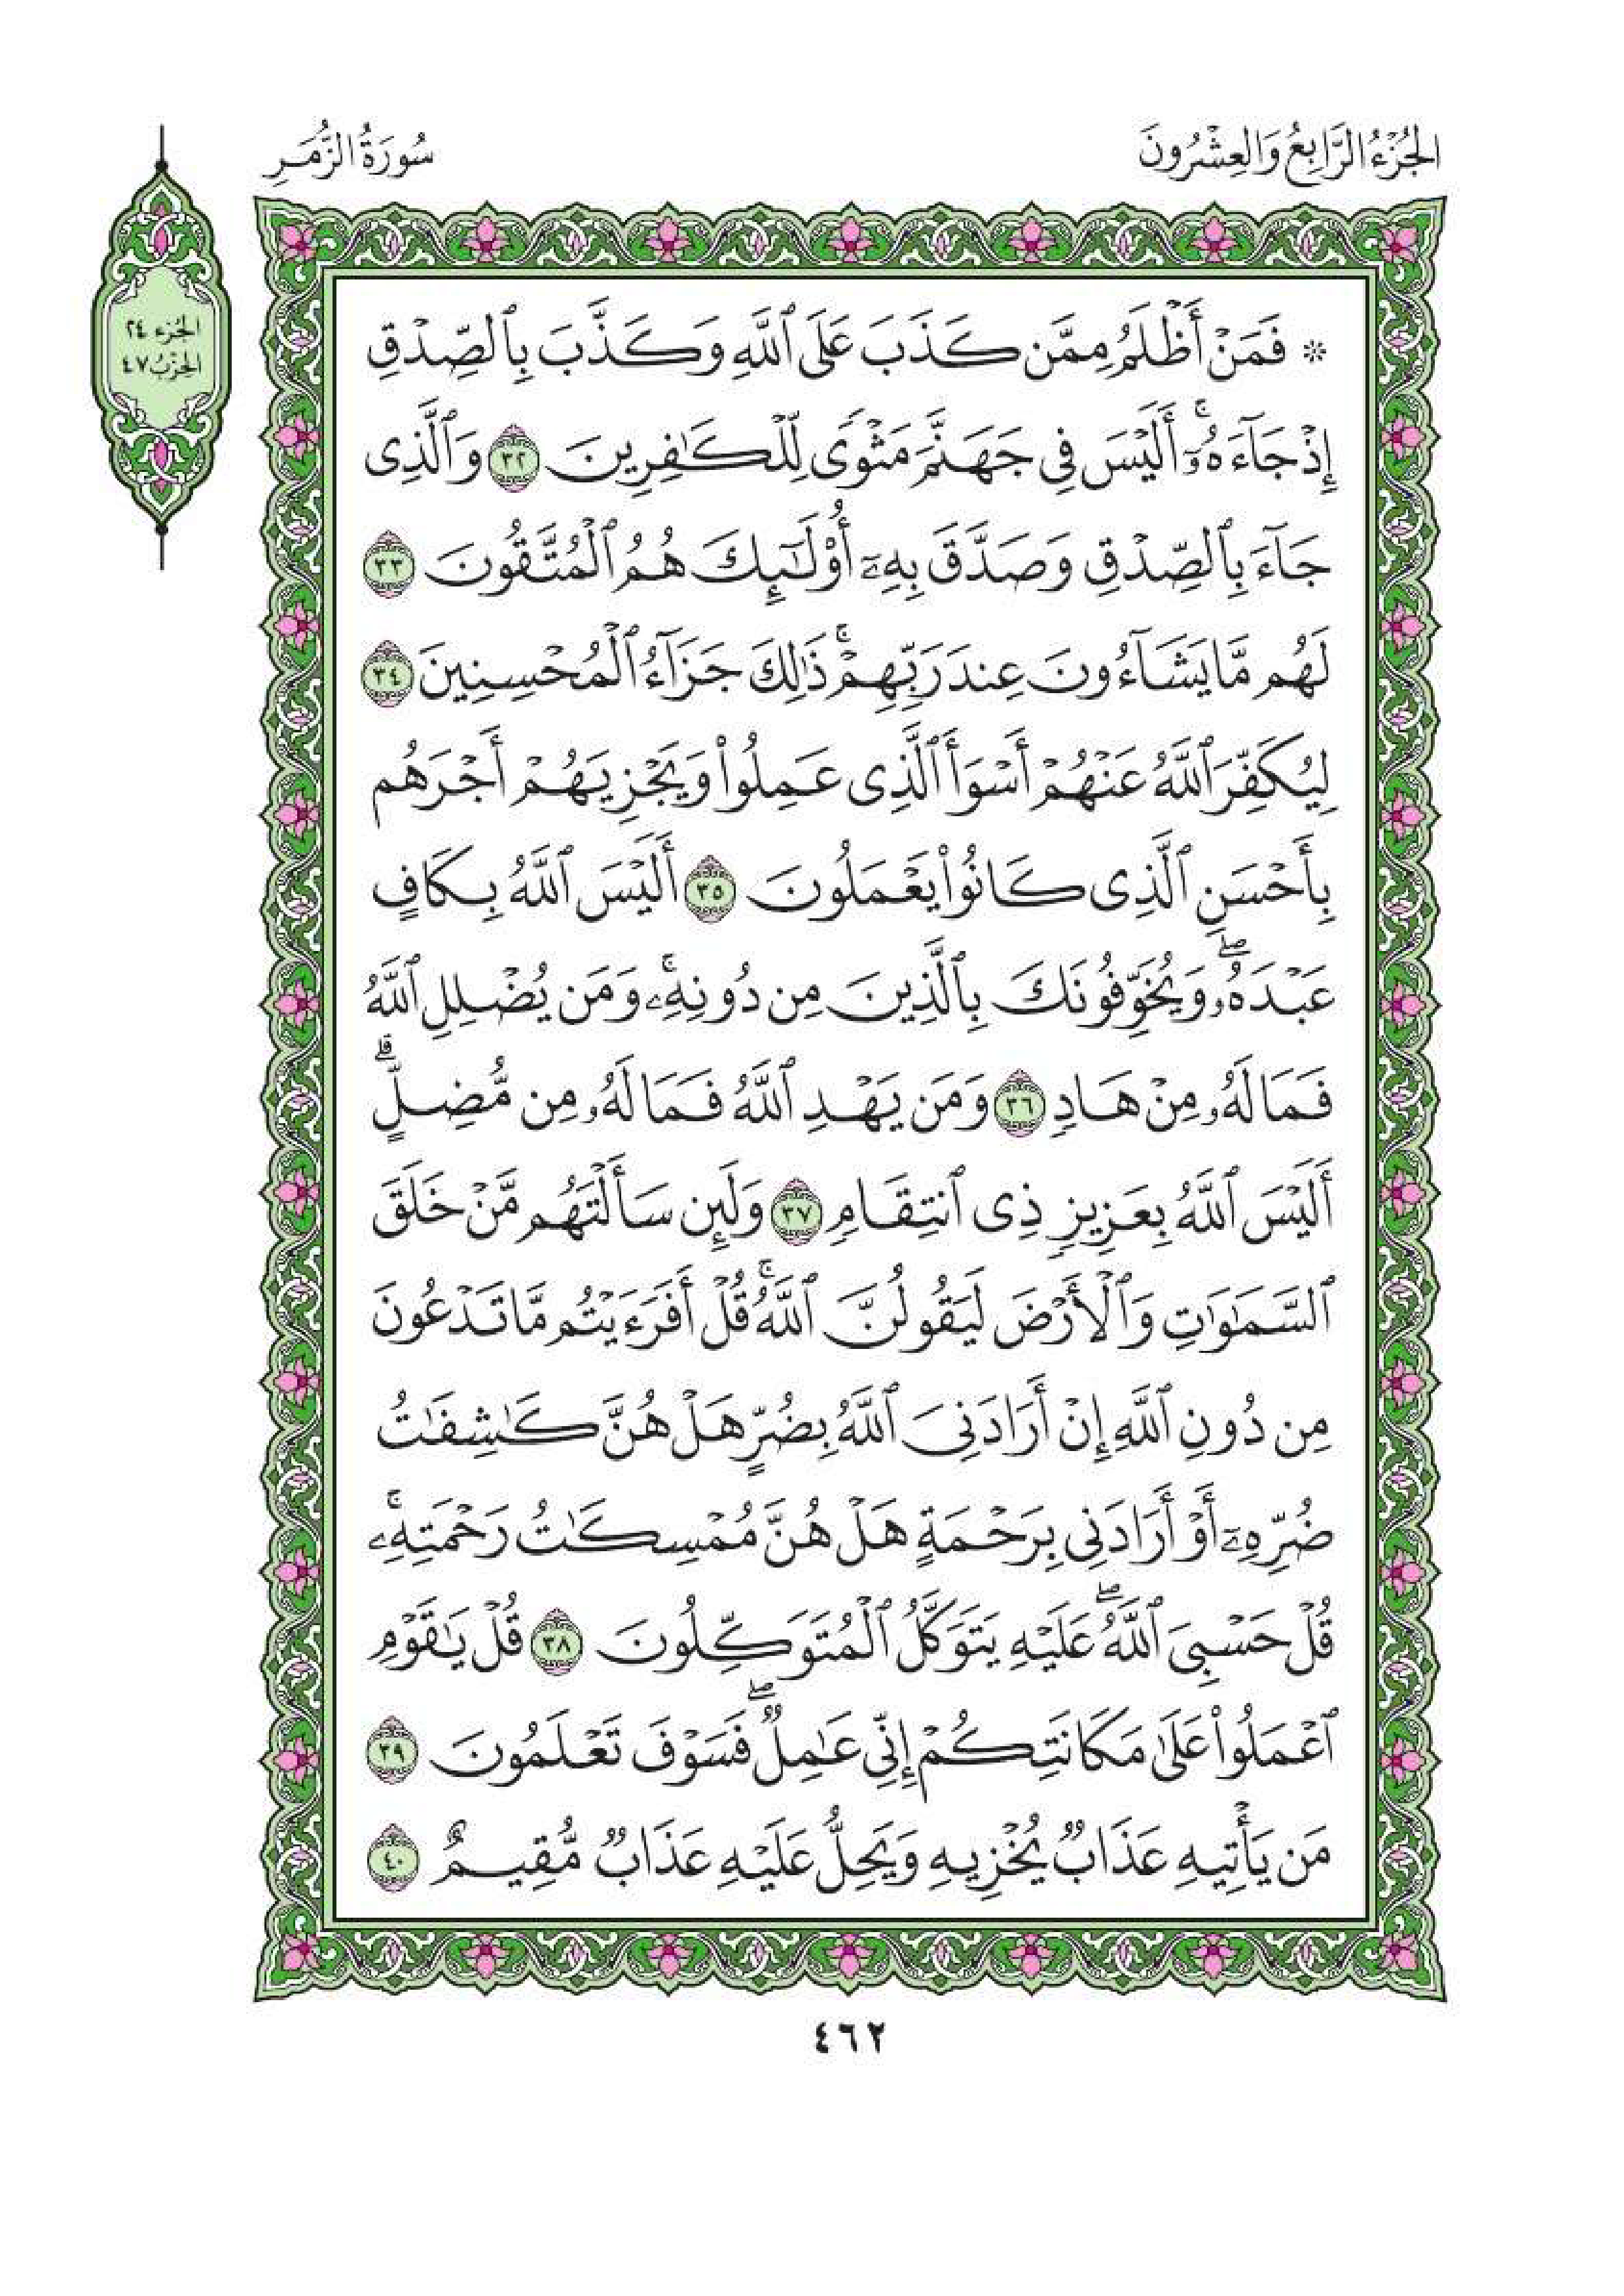 الجُزْءُ الرَّابِعُ وَالعِشْرُونَ
سُورَةُ الزُّمَرِ
الجزء ٢٤
الحِزْبُ ٤٧
۞ فَمَنْ أَظْلَمُ مِمَّن كَذَبَ عَلَى ٱللَّهِ وَكَذَّبَ بِٱلصِّدْقِ
إِذْ جَآءَهُۥٓۚ أَلَيْسَ فِى جَهَنَّمَ مَثْوًى لِّلْكَٰفِرِينَ ٣٢ وَٱلَّذِى
جَآءَ بِٱلصِّدْقِ وَصَدَّقَ بِهِۦٓ أُو۟لَٰٓئِكَ هُمُ ٱلْمُتَّقُونَ ٣٣
لَهُم مَّا يَشَآءُونَ عِندَ رَبِّهِمْۚ ذَٰلِكَ جَزَآءُ ٱلْمُحْسِنِينَ ٣٤
لِيُكَفِّرَ ٱللَّهُ عَنْهُمْ أَسْوَأَ ٱلَّذِى عَمِلُوا۟ وَيَجْزِيَهُمْ أَجْرَهُم
بِأَحْسَنِ ٱلَّذِى كَانُوا۟ يَعْمَلُونَ ٣٥ أَلَيْسَ ٱللَّهُ بِكَافٍ
عَبْدَهُۥۖ وَيُخَوِّفُونَكَ بِٱلَّذِينَ مِن دُونِهِۦۚ وَمَن يُضْلِلِ ٱللَّهُ
فَمَا لَهُۥ مِنْ هَادٍ ٣٦ وَمَن يَهْدِ ٱللَّهُ فَمَا لَهُۥ مِن مُّضِلٍّۗ
أَلَيْسَ ٱللَّهُ بِعَزِيزٍ ذِى ٱنتِقَامٍ ٣٧ وَلَئِن سَأَلْتَهُم مَّنْ خَلَقَ
ٱلسَّمَٰوَٰتِ وَٱلْأَرْضَ لَيَقُولُنَّ ٱللَّهُۚ قُلْ أَفَرَءَيْتُم مَّا تَدْعُونَ
مِن دُونِ ٱللَّهِ إِنْ أَرَادَنِىَ ٱللَّهُ بِضُرٍّ هَلْ هُنَّ كَٰشِفَٰتُ
ضُرِّهِۦٓ أَوْ أَرَادَنِى بِرَحْمَةٍ هَلْ هُنَّ مُمْسِكَٰتُ رَحْمَتِهِۦۚ
قُلْ حَسْبِىَ ٱللَّهُۖ عَلَيْهِ يَتَوَكَّلُ ٱلْمُتَوَكِّلُونَ ٣٨ قُلْ يَٰقَوْمِ
ٱعْمَلُوا۟ عَلَىٰ مَكَانَتِكُمْ إِنِّى عَٰمِلٌۖ فَسَوْفَ تَعْلَمُونَ ٣٩
مَن يَأْتِيهِ عَذَابٌ يُخْزِيهِ وَيَحِلُّ عَلَيْهِ عَذَابٌ مُّقِيمٌ ٤٠
٤٦٢